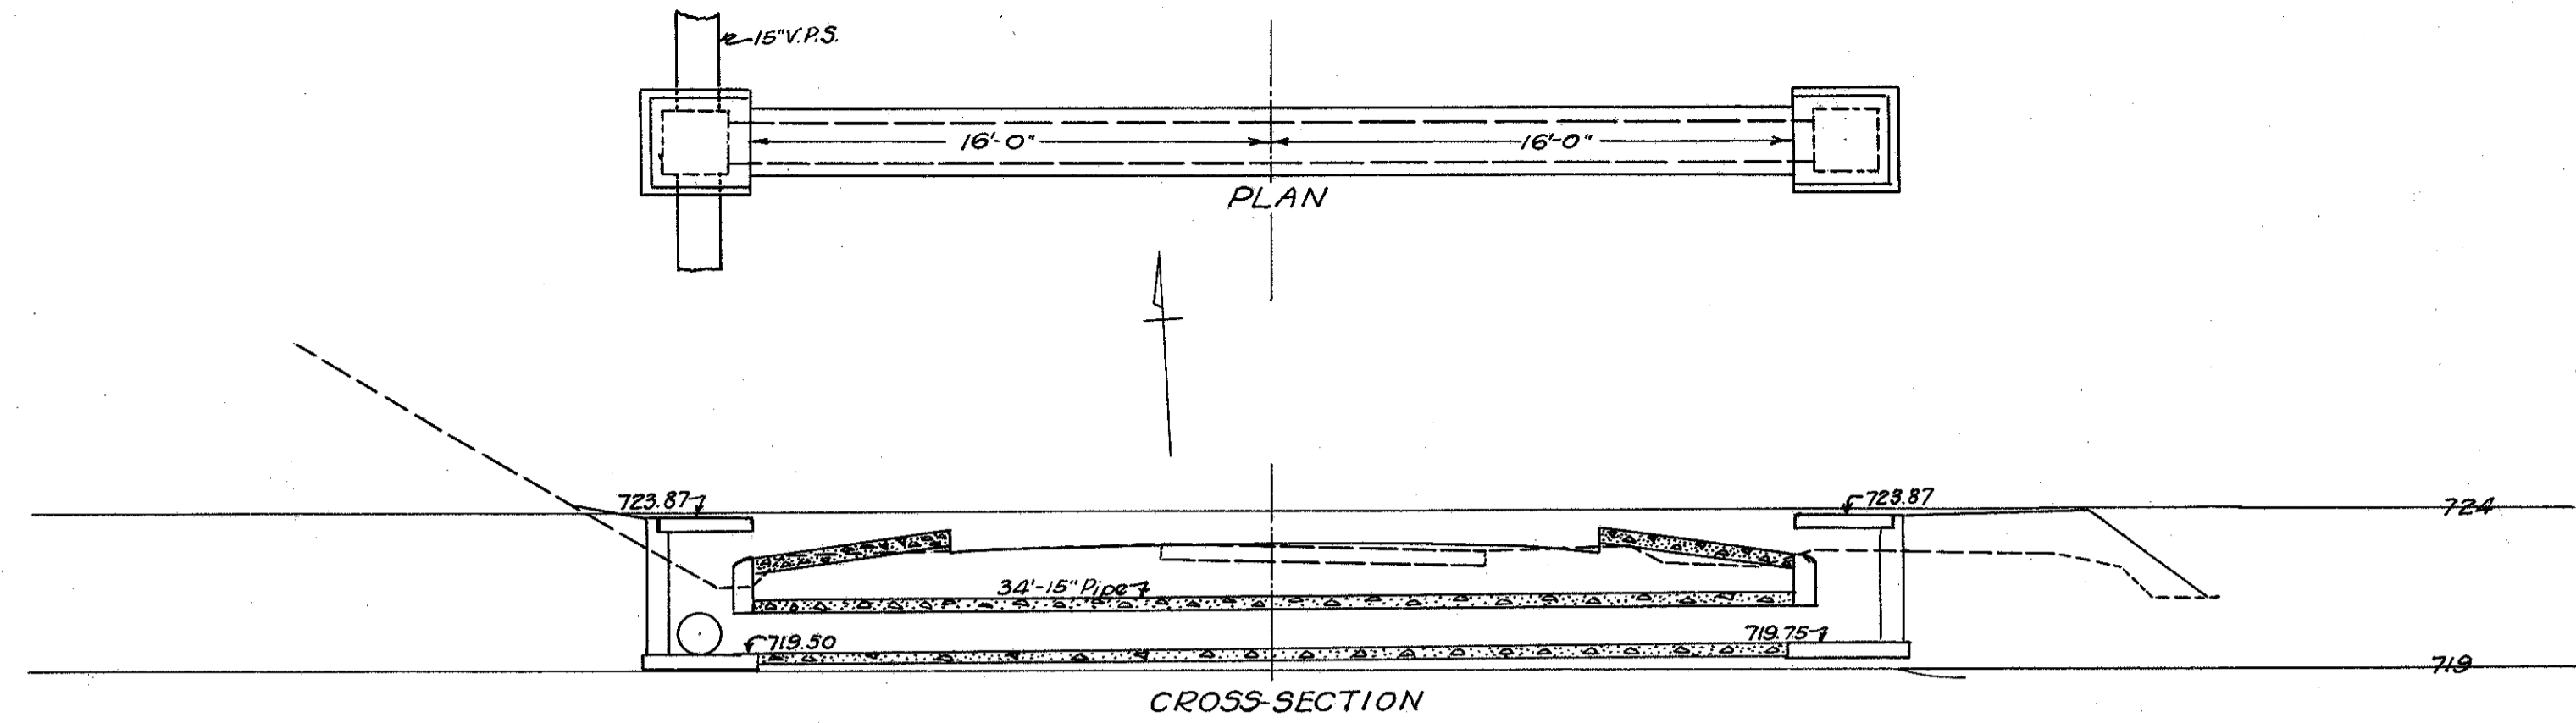 15"V.P.S.
16'-0" 16'-0"
PLAN
723.87 723.87
724
34'-15" Pipe
719.50 719.75
719
CROSS-SECTION